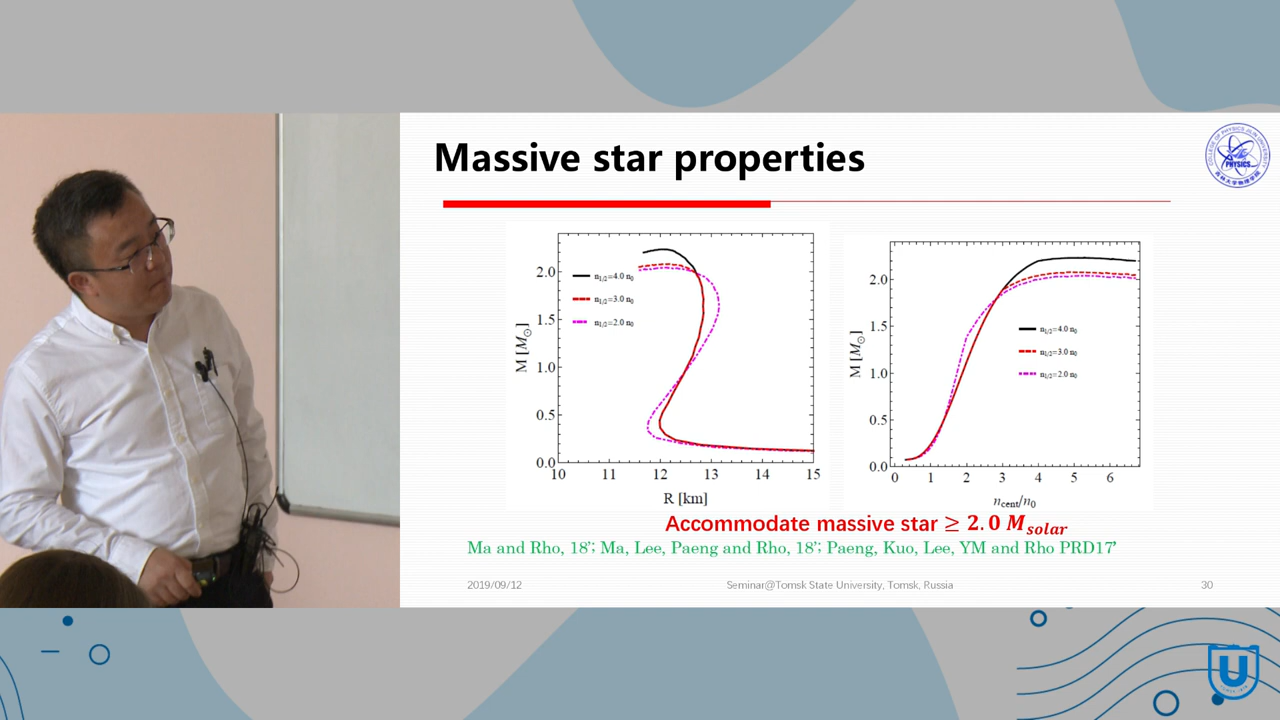 Massive star properties
PHYSICS
2.0
1.5
1.0
0.5
0.0
M [M⊙]
n1/2=4.0 n0
n1/2=3.0 n0
n1/2=2.0 n0
10 11 12 13 14 15
R [km]
2.0
1.5
1.0
0.5
0.0
M [M⊙]
n1/2=4.0 n0
n1/2=3.0 n0
n1/2=2.0 n0
0 1 2 3 4 5 6
ncent/n0
Accommodate massive star ≥ 2.0 Msolar
Ma and Rho, 18’; Ma, Lee, Paeng and Rho, 18’; Paeng, Kuo, Lee, YM and Rho PRD17’
2019/09/12
Seminar@Tomsk State University, Tomsk, Russia
30